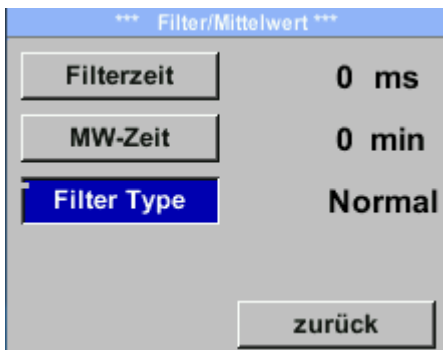 *** Filter/Mittelwert ***
Filterzeit 0 ms
MW-Zeit 0 min
Filter Type Normal
zurück